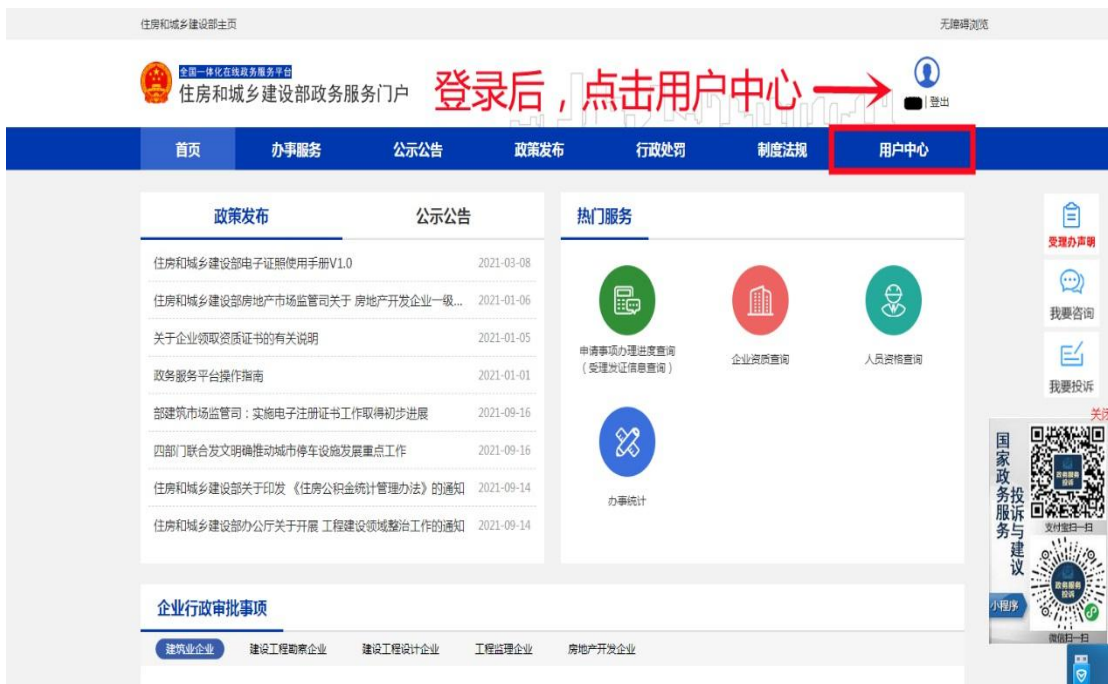 住房和城乡建设部主页
无障碍浏览
全国一体化在线政务服务平台
住房和城乡建设部政务服务门户
登录后，点击用户中心
登出
首页 办事服务 公示公告 政策发布 行政处罚 制度法规 用户中心
政策发布 公示公告
住房和城乡建设部电子证照使用手册V1.0 2021-03-08
住房和城乡建设部房地产市场监管司关于 房地产开发企业一级... 2021-01-06
关于企业领取资质证书的有关说明 2021-01-05
政务服务平台操作指南 2021-01-01
部建筑市场监管司：实施电子注册证书工作取得初步进展 2021-09-16
四部门联合发文明确推动城市停车设施发展重点工作 2021-09-16
住房和城乡建设部关于印发 《住房公积金统计管理办法》的通知 2021-09-14
住房和城乡建设部办公厅关于开展 工程建设领域整治工作的通知 2021-09-14
热门服务
申请事项办理进度查询
（受理发证信息查询）
企业资质查询
人员资格查询
办事统计
受理办声明
我要咨询
我要投诉
关闭
国家政务服务
投诉与建议
小程序
政务服务
投诉
支付宝扫一扫
政务服务
投诉
微信扫一扫
企业行政审批事项
建筑业企业 建设工程勘察企业 建设工程设计企业 工程监理企业 房地产开发企业